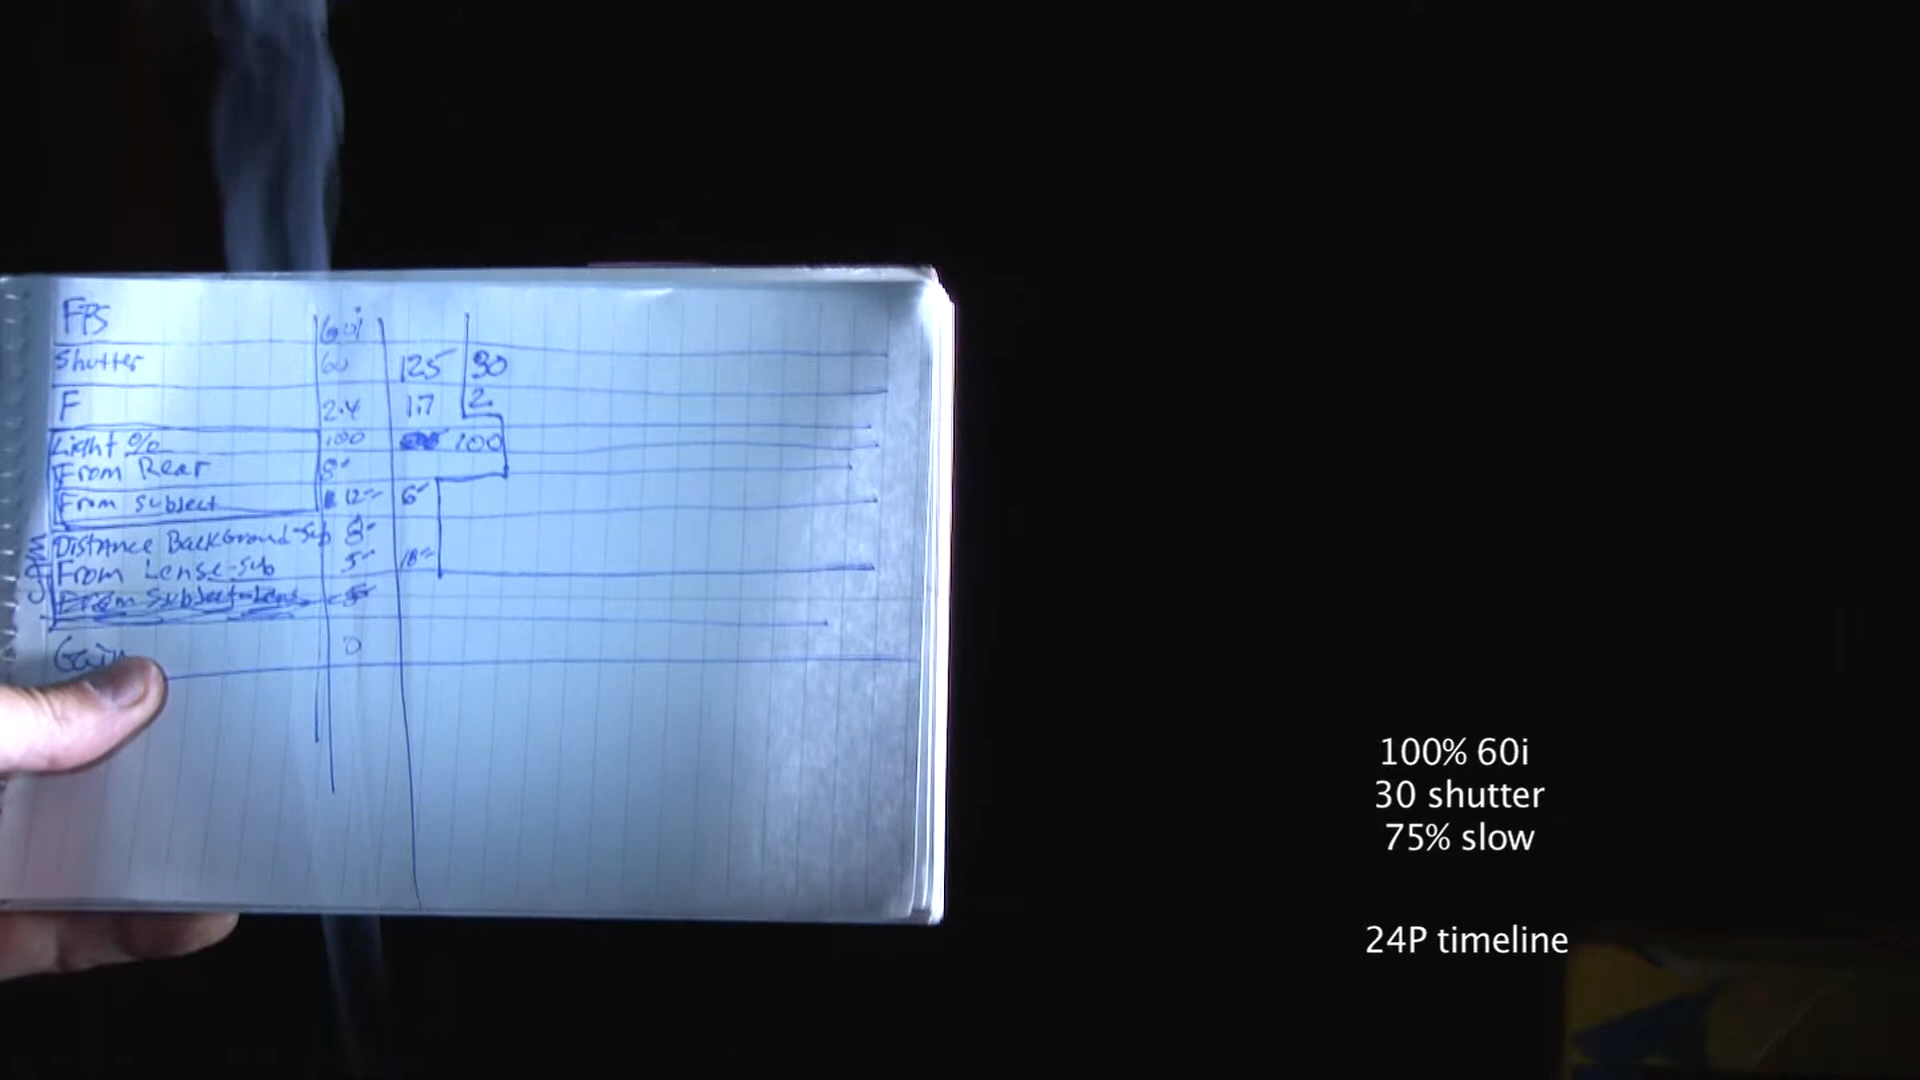 FPS 60i
Shutter 60 125 30
F 2.4 1.7 2
Light % 100 100
From Rear 8"
From Subject 12" 6"
Distance Background-Sub 8"
From Lense-sub 5" 18"
From Subject-Lens 5"
Gain 0
100% 60i
30 shutter
75% slow
24P timeline